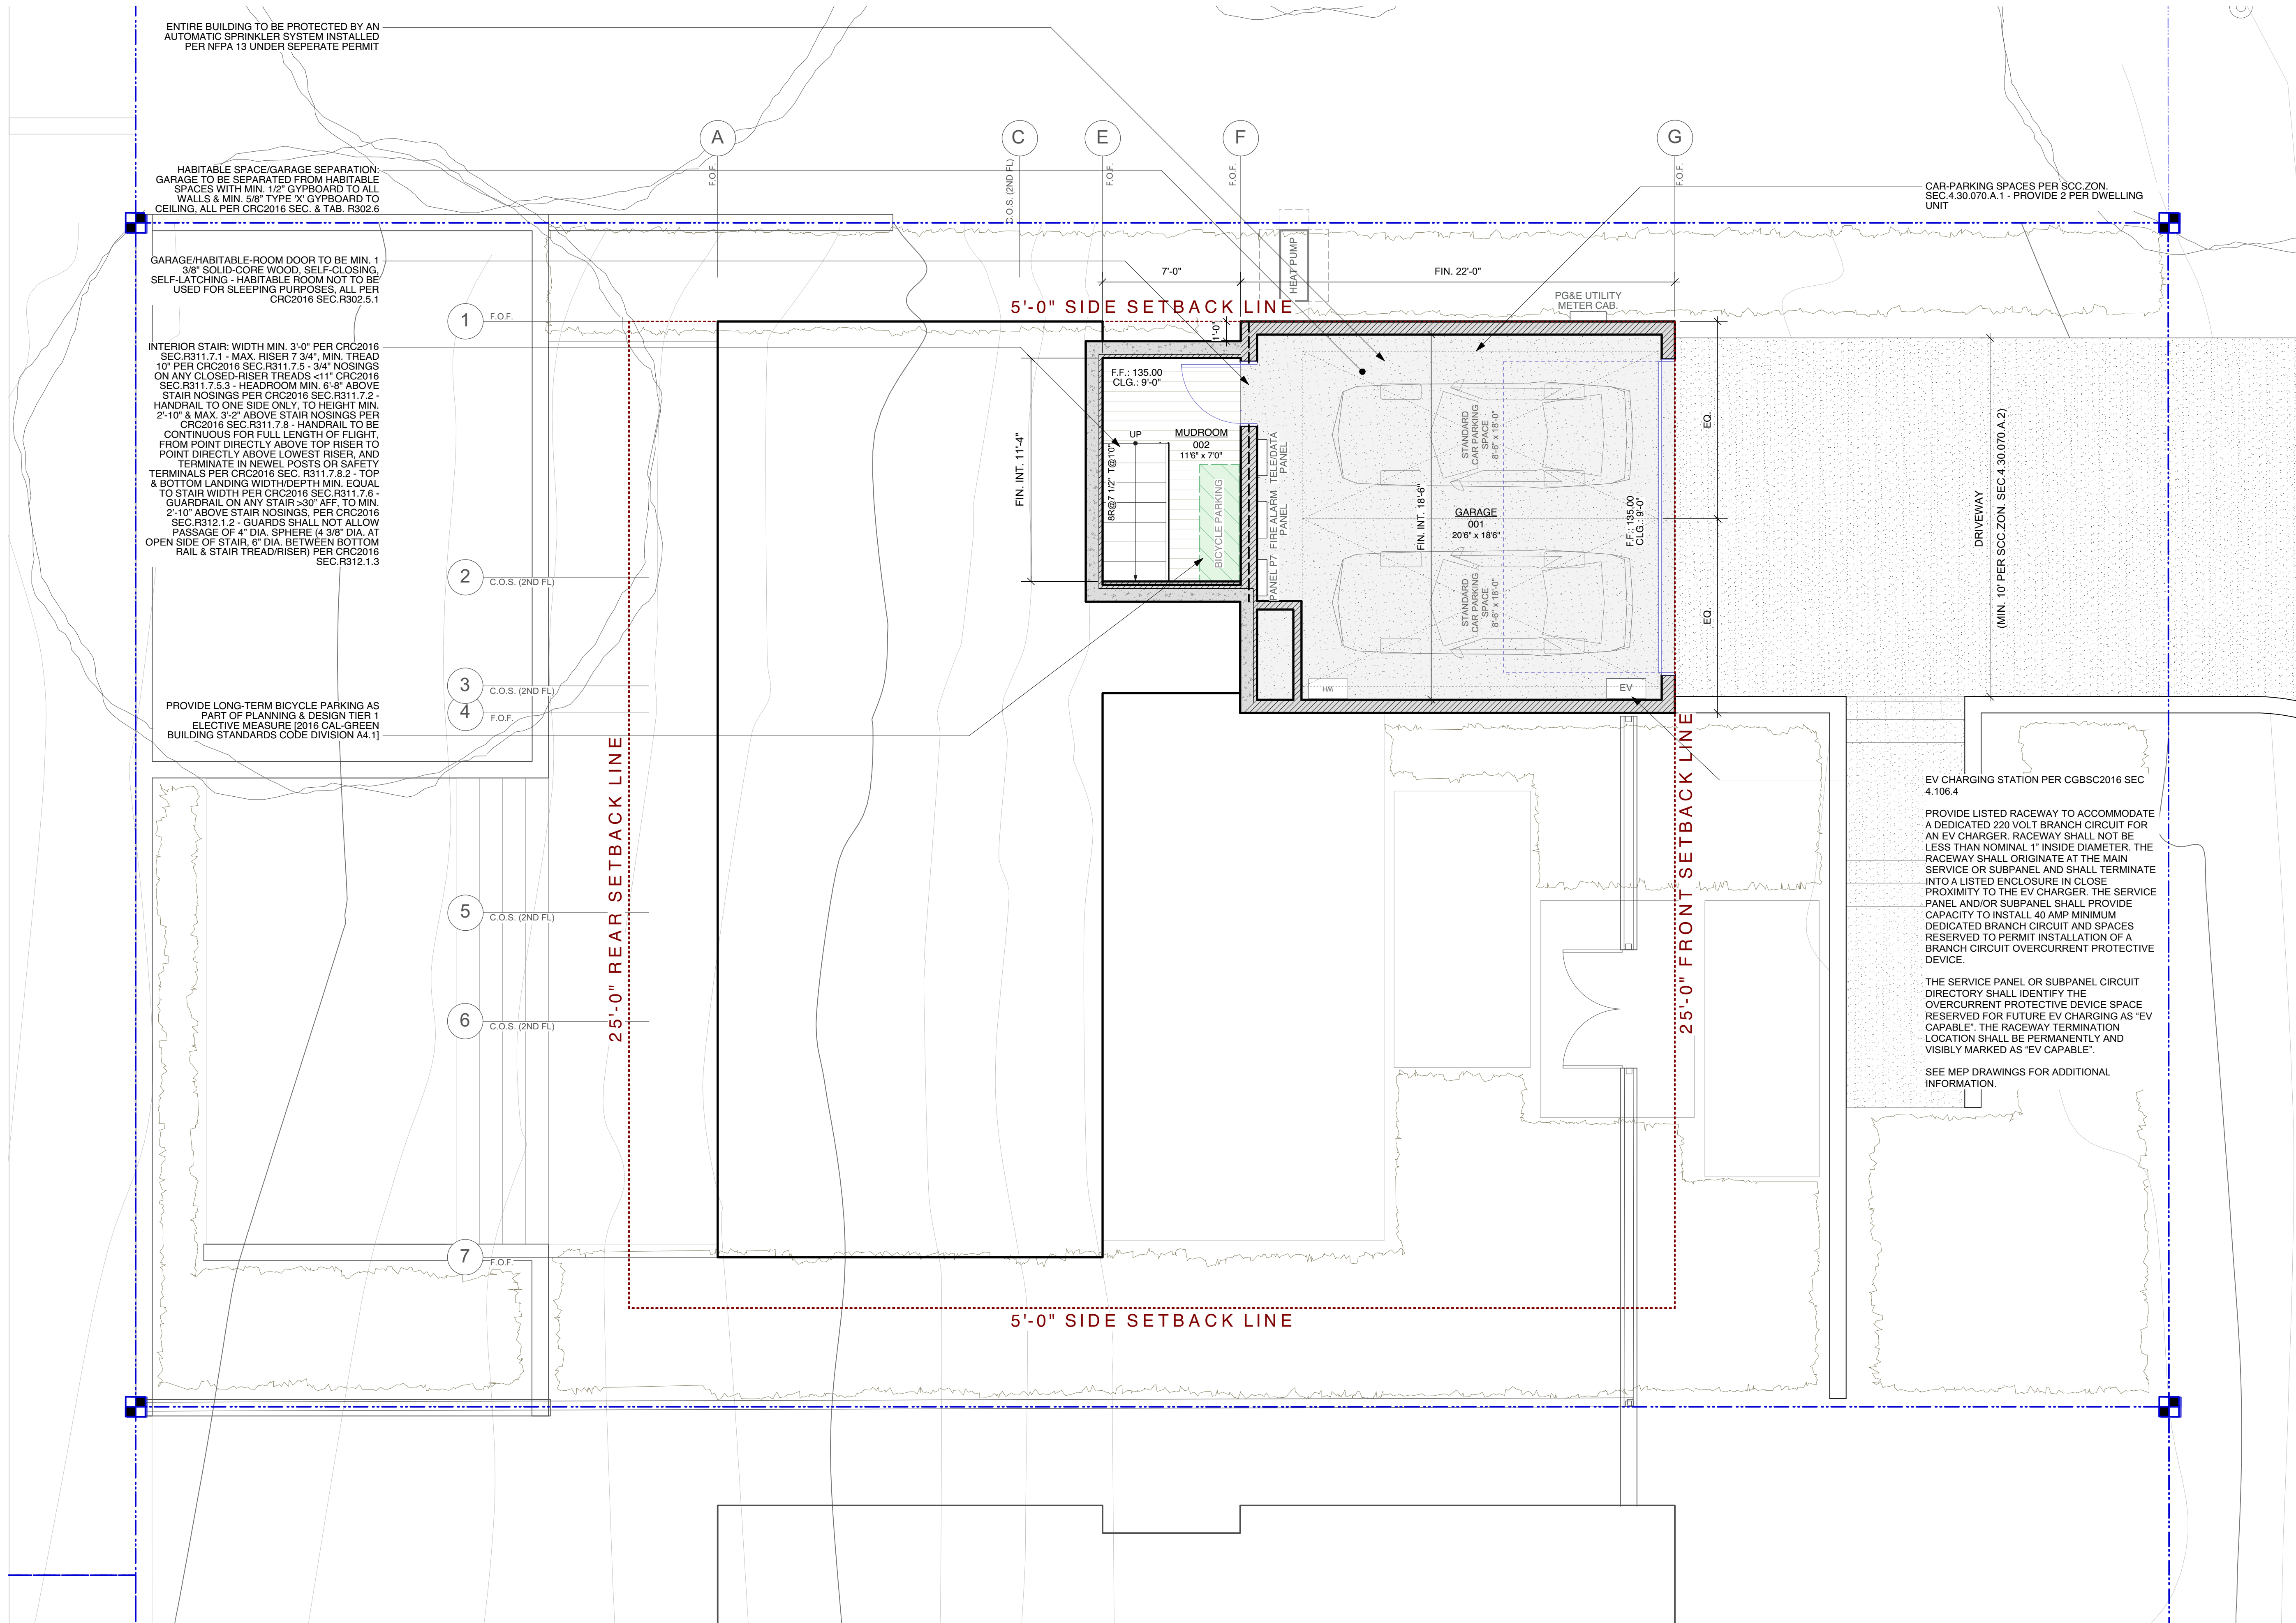 ENTIRE BUILDING TO BE PROTECTED BY AN
AUTOMATIC SPRINKLER SYSTEM INSTALLED
PER NFPA 13 UNDER SEPERATE PERMIT
A
C
E
F
G
F.O.F.
C.O.S. (2ND FL)
F.O.F.
F.O.F.
F.O.F.
HABITABLE SPACE/GARAGE SEPARATION:
GARAGE TO BE SEPARATED FROM HABITABLE
SPACES WITH MIN. 1/2" GYPBOARD TO ALL
WALLS & MIN. 5/8" TYPE 'X' GYPBOARD TO
CEILING, ALL PER CRC2016 SEC. & TAB. R302.6
CAR-PARKING SPACES PER SCC.ZON.
SEC.4.30.070.A.1 - PROVIDE 2 PER DWELLING
UNIT
GARAGE/HABITABLE-ROOM DOOR TO BE MIN. 1
3/8" SOLID-CORE WOOD, SELF-CLOSING,
SELF-LATCHING - HABITABLE ROOM NOT TO BE
USED FOR SLEEPING PURPOSES, ALL PER
CRC2016 SEC.R302.5.1
7'-0"
HEAT PUMP
FIN. 22'-0"
PG&E UTILITY
METER CAB.
5'-0" SIDE SETBACK LINE
1
F.O.F.
1'-0"
INTERIOR STAIR: WIDTH MIN. 3'-0" PER CRC2016
SEC.R311.7.1 - MAX. RISER 7 3/4", MIN. TREAD
10" PER CRC2016 SEC.R311.7.5 - 3/4" NOSINGS
ON ANY CLOSED-RISER TREADS <11" CRC2016
SEC.R311.7.5.3 - HEADROOM MIN. 6'-8" ABOVE
STAIR NOSINGS PER CRC2016 SEC.R311.7.2 -
HANDRAIL TO ONE SIDE ONLY, TO HEIGHT MIN.
2'-10" & MAX. 3'-2" ABOVE STAIR NOSINGS PER
CRC2016 SEC.R311.7.8 - HANDRAIL TO BE
CONTINUOUS FOR FULL LENGTH OF FLIGHT,
FROM POINT DIRECTLY ABOVE TOP RISER TO
POINT DIRECTLY ABOVE LOWEST RISER, AND
TERMINATE IN NEWEL POSTS OR SAFETY
TERMINALS PER CRC2016 SEC. R311.7.8.2 - TOP
& BOTTOM LANDING WIDTH/DEPTH MIN. EQUAL
TO STAIR WIDTH PER CRC2016 SEC.R311.7.6 -
GUARDRAIL ON ANY STAIR >30" AFF, TO MIN.
2'-10" ABOVE STAIR NOSINGS, PER CRC2016
SEC.R312.1.2 - GUARDS SHALL NOT ALLOW
PASSAGE OF 4" DIA. SPHERE (4 3/8" DIA. AT
OPEN SIDE OF STAIR, 6" DIA. BETWEEN BOTTOM
RAIL & STAIR TREAD/RISER) PER CRC2016
SEC.R312.1.3
F.F.: 135.00
CLG.: 9'-0"
FIN. INT. 11'-4"
UP
8R@7 1/2" T@1'0"
MUDROOM
002
11'6" x 7'0"
BICYCLE PARKING
TELE/DATA
PANEL
FIRE ALARM
PANEL
PANEL P7
STANDARD
CAR PARKING
SPACE
8'-6" x 18'-0"
FIN. INT. 18'-6"
GARAGE
001
20'6" x 18'6"
F.F.: 135.00
CLG.: 9'-0"
STANDARD
CAR PARKING
SPACE
8'-6" x 18'-0"
EQ.
EQ.
DRIVEWAY
(MIN. 10' PER SCC.ZON. SEC.4.30.070.A.2)
WH
EV
2
C.O.S. (2ND FL)
3
C.O.S. (2ND FL)
4
F.O.F.
PROVIDE LONG-TERM BICYCLE PARKING AS
PART OF PLANNING & DESIGN TIER 1
ELECTIVE MEASURE [2016 CAL-GREEN
BUILDING STANDARDS CODE DIVISION A4.1]
25'-0" REAR SETBACK LINE
25'-0" FRONT SETBACK LINE
EV CHARGING STATION PER CGBSC2016 SEC
4.106.4
PROVIDE LISTED RACEWAY TO ACCOMMODATE
A DEDICATED 220 VOLT BRANCH CIRCUIT FOR
AN EV CHARGER. RACEWAY SHALL NOT BE
LESS THAN NOMINAL 1" INSIDE DIAMETER. THE
RACEWAY SHALL ORIGINATE AT THE MAIN
SERVICE OR SUBPANEL AND SHALL TERMINATE
INTO A LISTED ENCLOSURE IN CLOSE
PROXIMITY TO THE EV CHARGER. THE SERVICE
PANEL AND/OR SUBPANEL SHALL PROVIDE
CAPACITY TO INSTALL 40 AMP MINIMUM
DEDICATED BRANCH CIRCUIT AND SPACES
RESERVED TO PERMIT INSTALLATION OF A
BRANCH CIRCUIT OVERCURRENT PROTECTIVE
DEVICE.
THE SERVICE PANEL OR SUBPANEL CIRCUIT
DIRECTORY SHALL IDENTIFY THE
OVERCURRENT PROTECTIVE DEVICE SPACE
RESERVED FOR FUTURE EV CHARGING AS “EV
CAPABLE”. THE RACEWAY TERMINATION
LOCATION SHALL BE PERMANENTLY AND
VISIBLY MARKED AS “EV CAPABLE”.
SEE MEP DRAWINGS FOR ADDITIONAL
INFORMATION.
5
C.O.S. (2ND FL)
6
C.O.S. (2ND FL)
7
F.O.F.
5'-0" SIDE SETBACK LINE